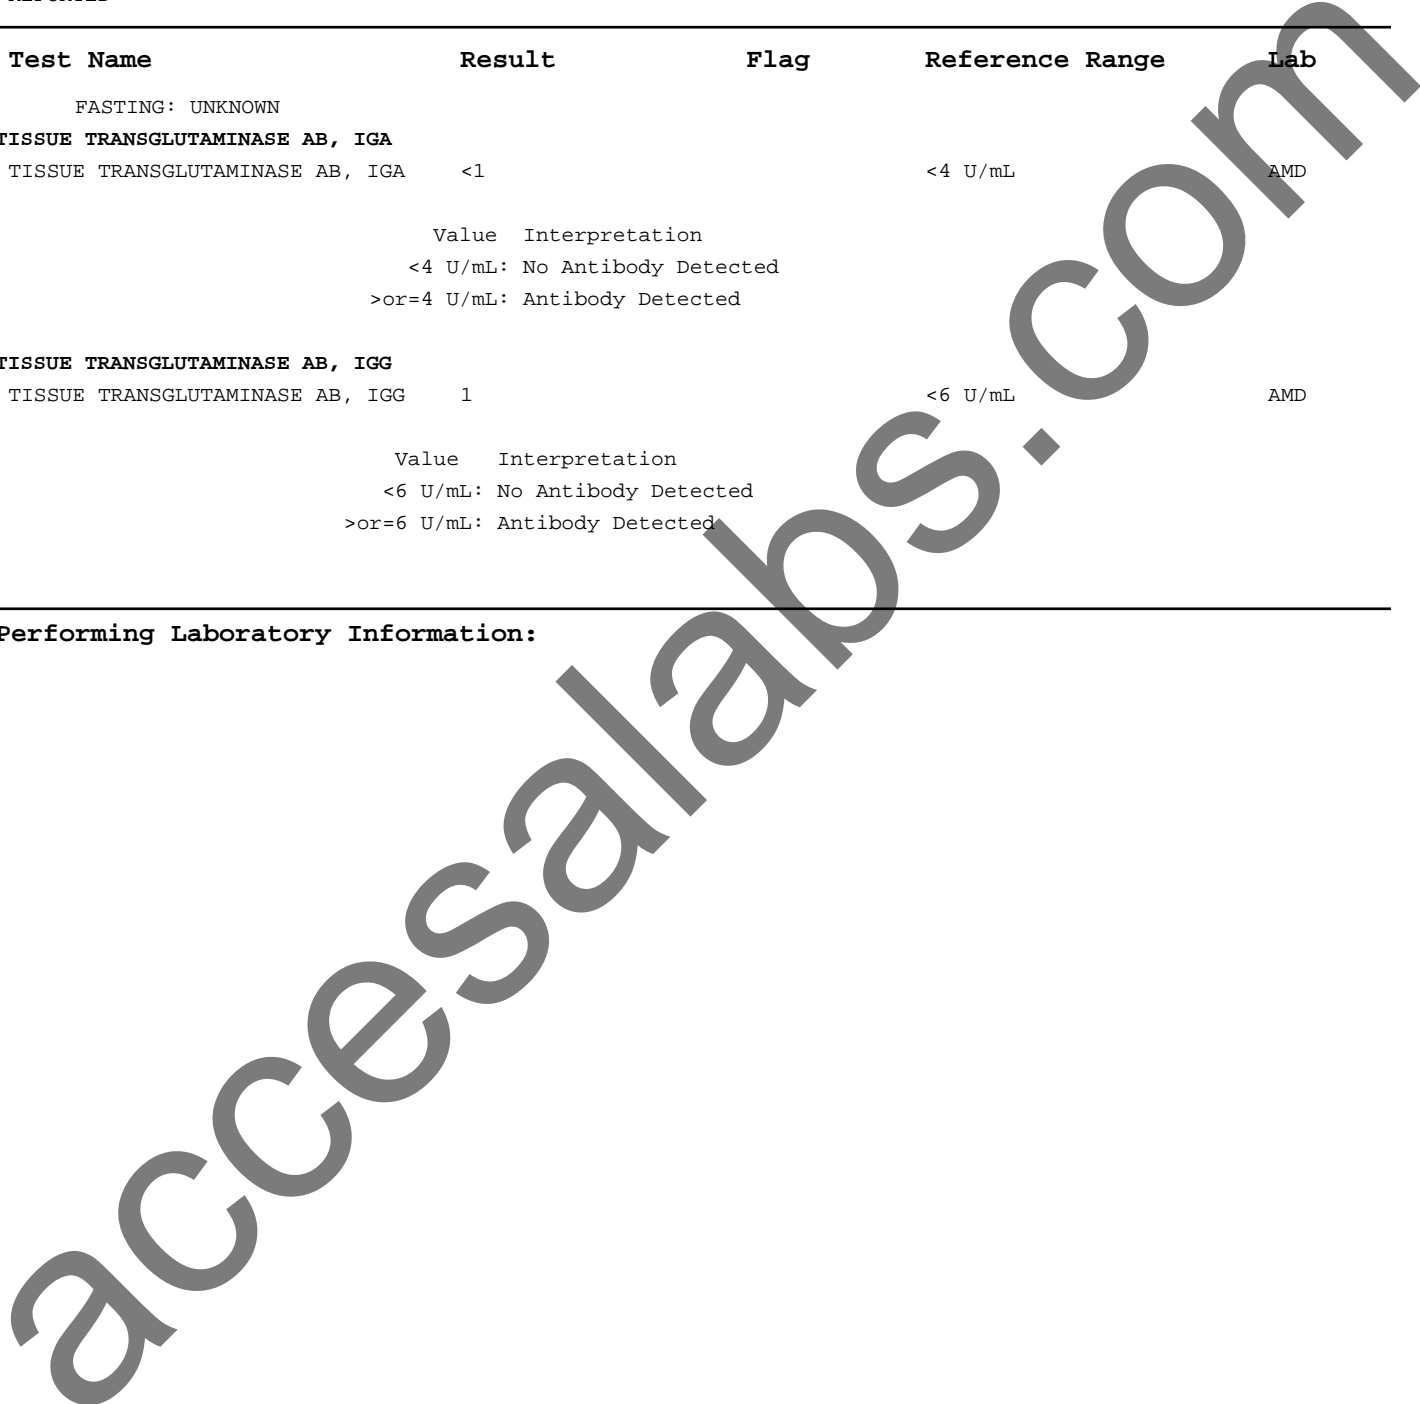 Test Name Result Flag Reference Range Lab
FASTING: UNKNOWN
TISSUE TRANSGLUTAMINASE AB, IGA
TISSUE TRANSGLUTAMINASE AB, IGA <1 <4 U/mL AMD
Value Interpretation
<4 U/mL: No Antibody Detected
>or=4 U/mL: Antibody Detected
TISSUE TRANSGLUTAMINASE AB, IGG
TISSUE TRANSGLUTAMINASE AB, IGG 1 <6 U/mL AMD
Value Interpretation
<6 U/mL: No Antibody Detected
>or=6 U/mL: Antibody Detected
Performing Laboratory Information:
accesalabs.com